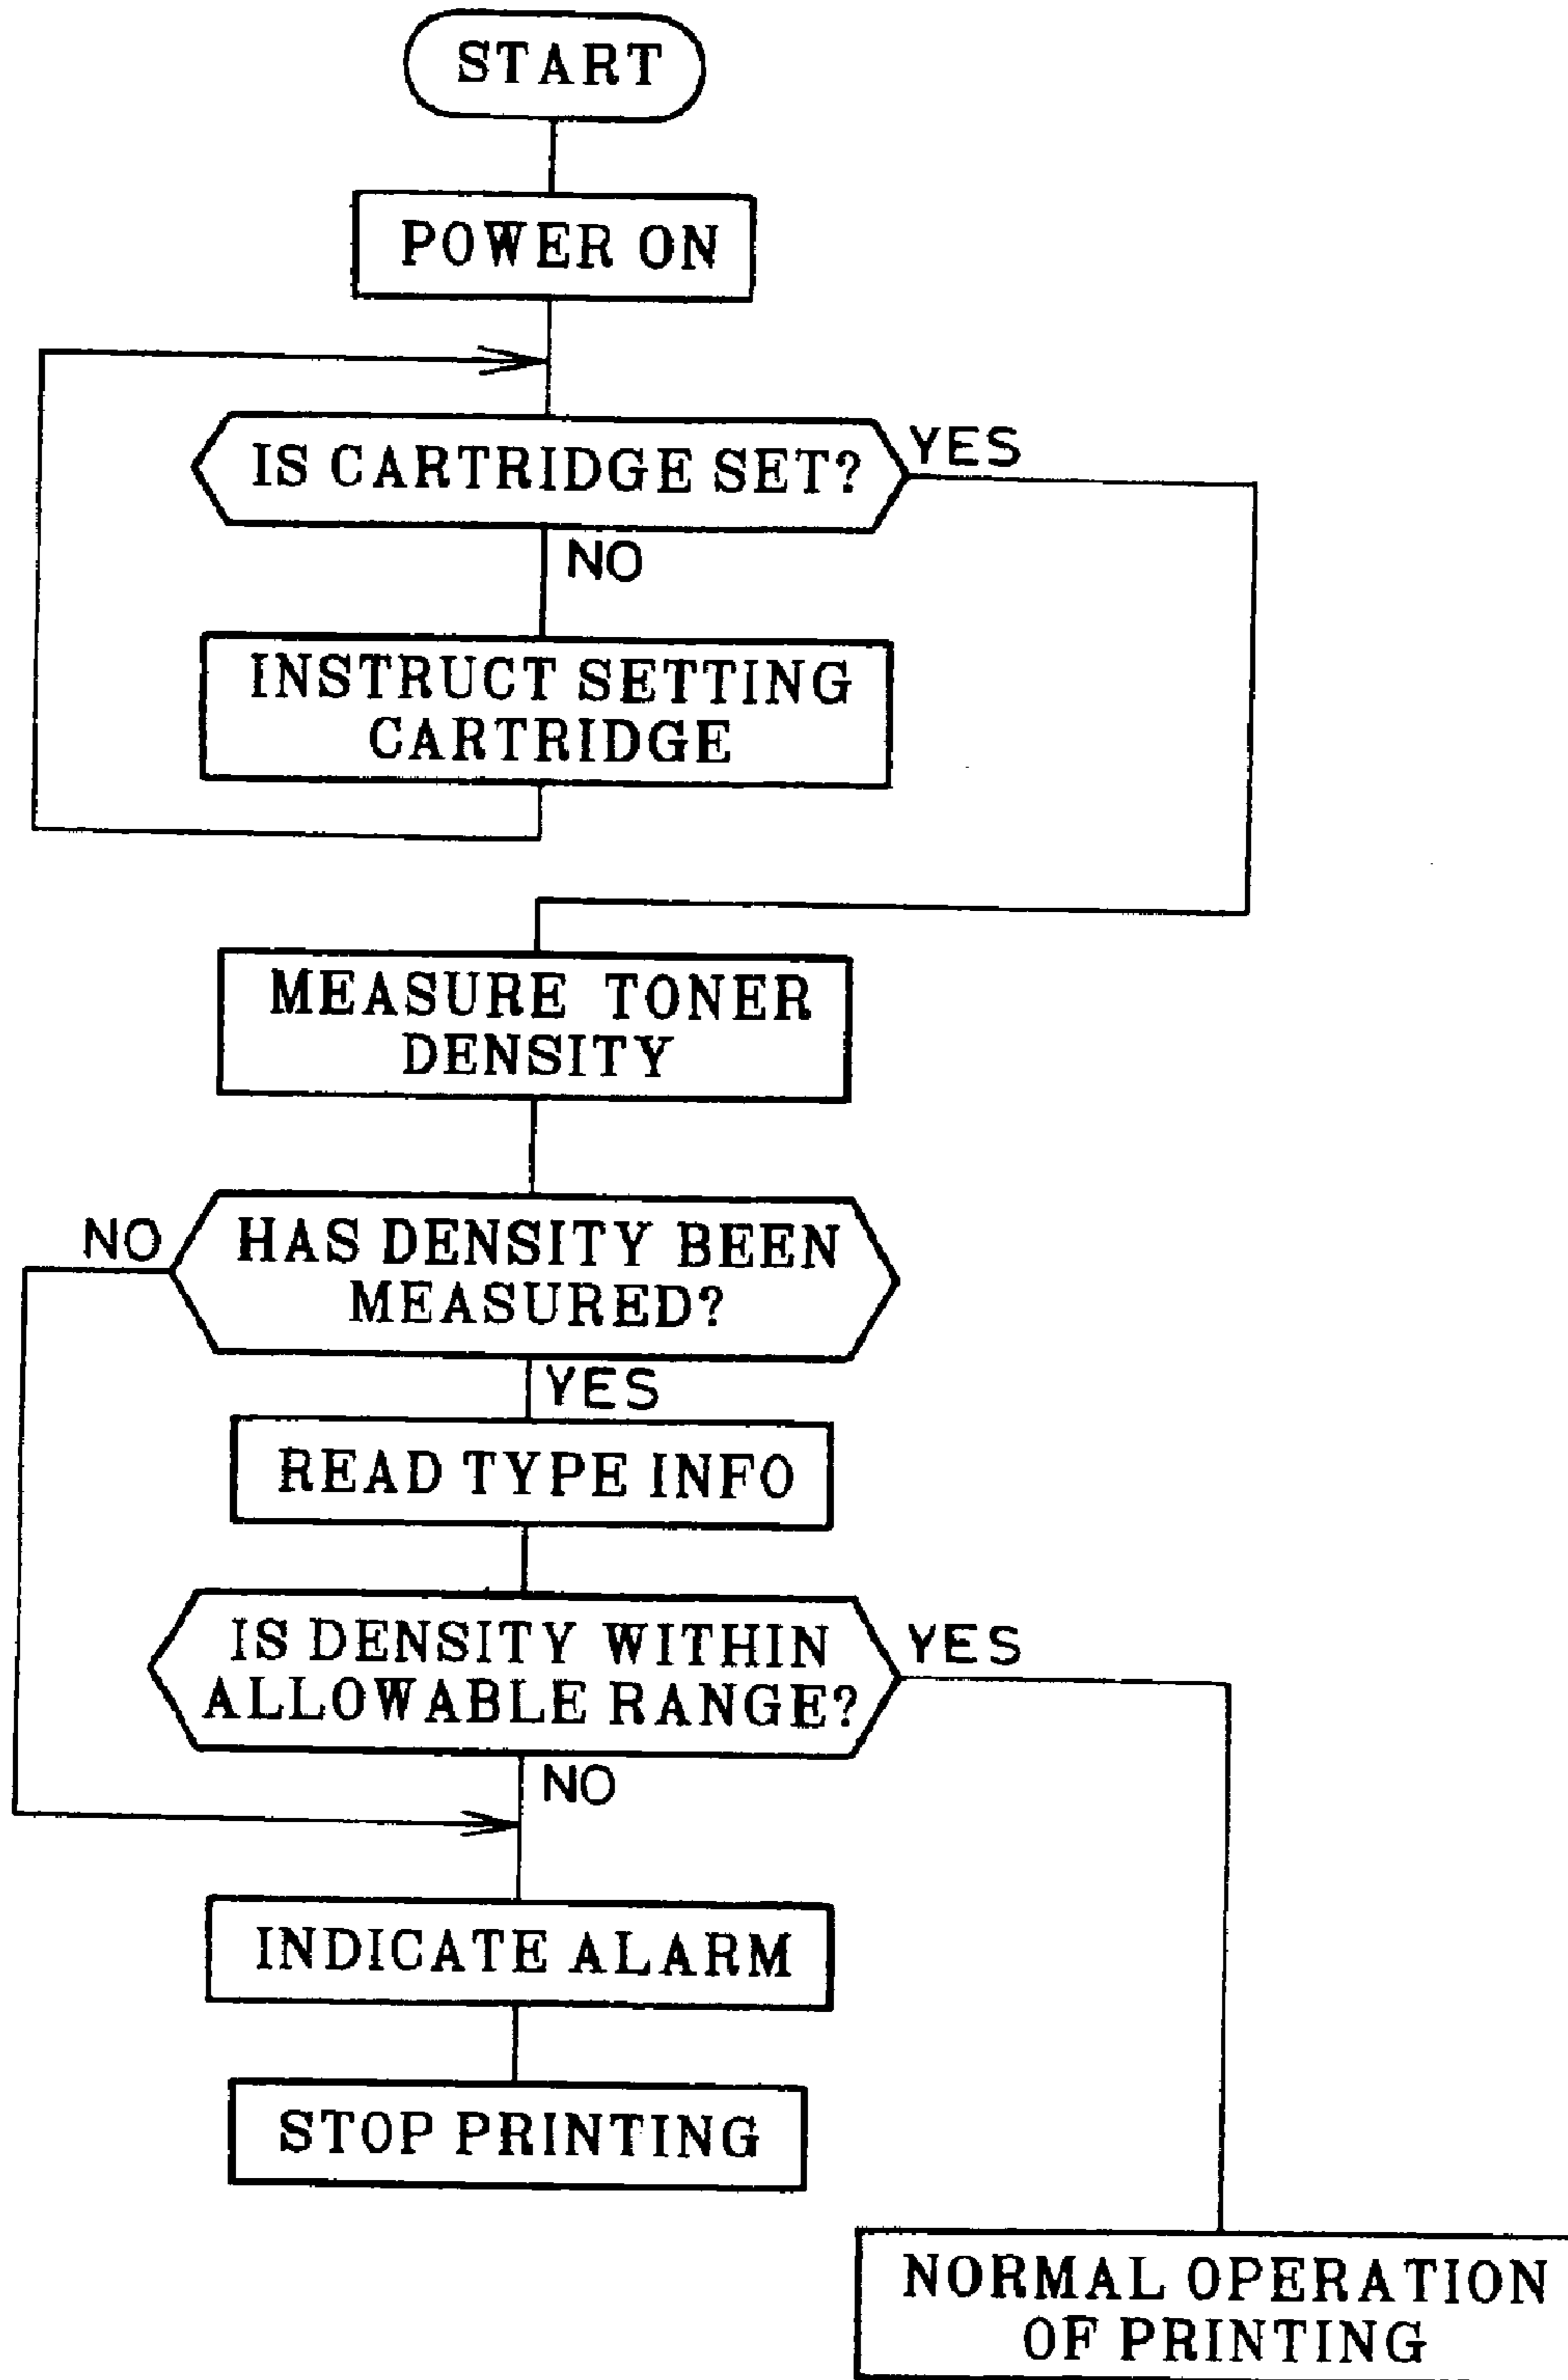 START
POWER ON
IS CARTRIDGE SET?
YES
NO
INSTRUCT SETTING
CARTRIDGE
MEASURE TONER
DENSITY
NO
HAS DENSITY BEEN
MEASURED?
YES
READ TYPE INFO
IS DENSITY WITHIN
ALLOWABLE RANGE?
YES
NO
INDICATE ALARM
STOP PRINTING
NORMAL OPERATION
OF PRINTING